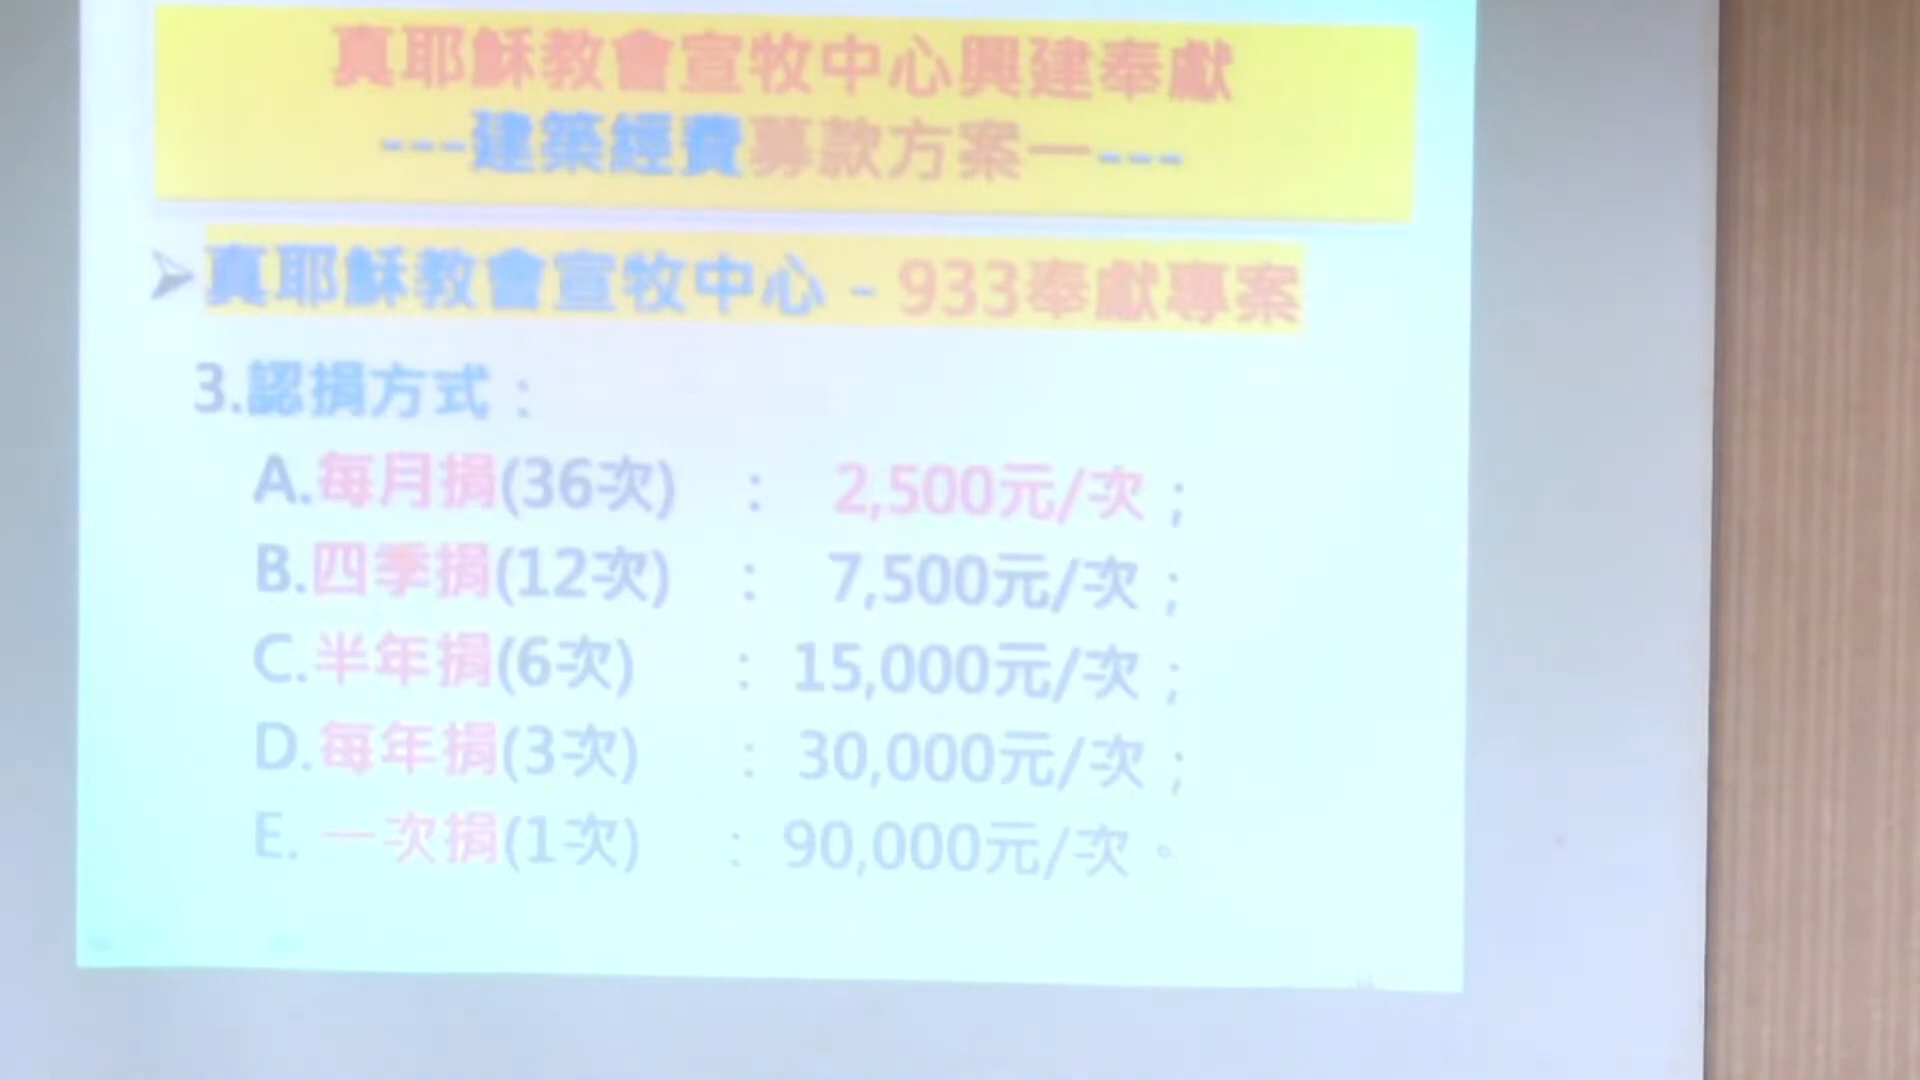 真耶穌教會宣牧中心興建奉獻
---建築經費募款方案一---
➢真耶穌教會宣牧中心 - 933奉獻專案
3.認捐方式：
A.每月捐(36次) ： 2,500元/次；
B.四季捐(12次) ： 7,500元/次；
C.半年捐(6次) ： 15,000元/次；
D.每年捐(3次) ： 30,000元/次；
E. 一次捐(1次) ： 90,000元/次。